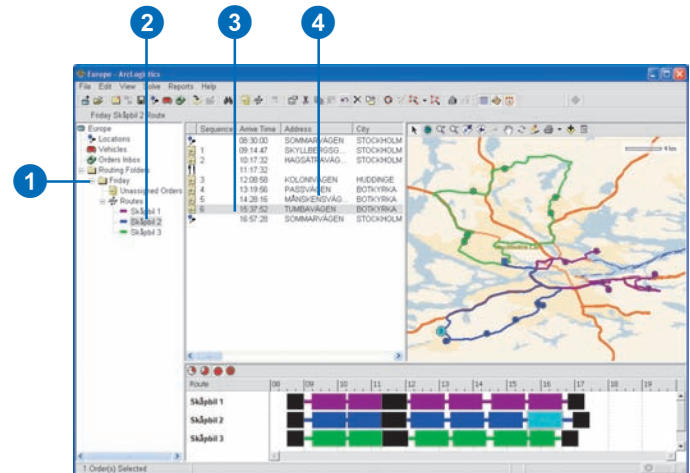 2
3
4
1
Europe - ArcLogistics
File Edit View Solve Reports Help
Friday Skåpbil 2 Route
Europe
Locations
Vehicles
Orders Inbox
Routing Folders
Friday
Unassigned Orders
Routes
Skåpbil 1
Skåpbil 2
Skåpbil 3
Sequence Arrive Time Address City
08:30:00 SOMMARVÄGEN STOCKHOLM
1 09:14:47 SKYLLBERGSG... STOCKHOLM
2 10:17:32 HAGSÄTRAVÄG... STOCKHOLM
11:17:32
3 12:08:58 KOLONIVÄGEN HUDDINGE
4 13:19:56 PASSVÄGEN BOTKYRKA
5 14:28:16 MÅNSKENSVÄG... BOTKYRKA
6 15:37:52 TUMBAVÄGEN BOTKYRKA
16:57:28 SOMMARVÄGEN STOCKHOLM
4 km
Route 08 09 10 11 12 13 14 15 16 17 18 19
Skåpbil 1
Skåpbil 2
Skåpbil 3
1 Order(s) Selected